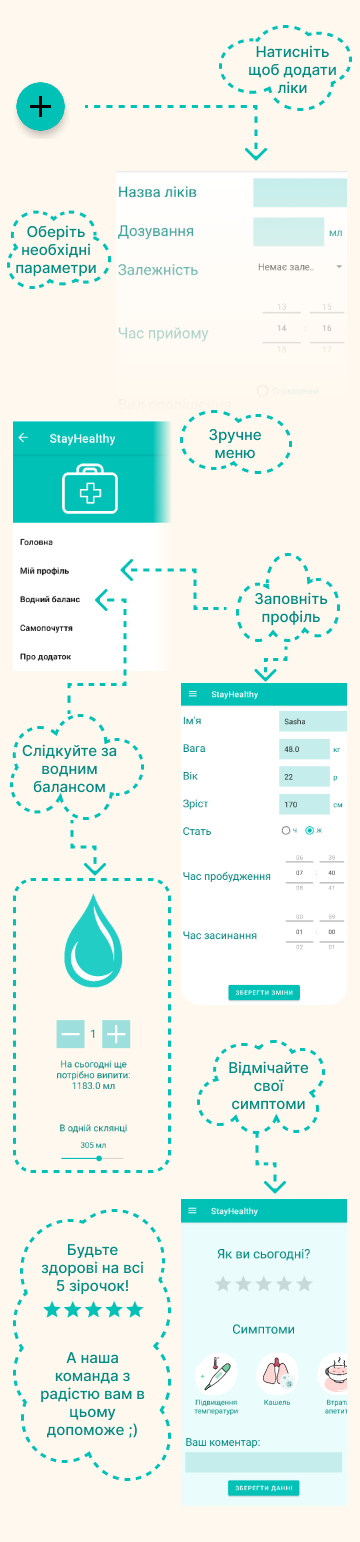 Натисніть
щоб додати
ліки
Оберіть
необхідні
параметри
Назва ліків
Дозування
мл
Залежність
Немає зале..
13 15
Час прийому
14 : 16
15 17
Зручне
меню
StayHealthy
Головна
Мій профіль
Водний баланс
Самопочуття
Про додаток
Заповніть
профіль
StayHealthy
Ім'я Sasha
Вага 48.0 кг
Вік 22 р
Зріст 170 см
Стать ч ж
06 39
Час пробудження 07 : 40
08 41
00 59
Час засинання 01 : 00
02 01
ЗБЕРЕГТИ ЗМІНИ
Слідкуйте за
водним
балансом
1
На сьогодні ще
потрібно випити:
1183.0 мл
В одній склянці
305 мл
Відмічайте
свої
симптоми
StayHealthy
Як ви сьогодні?
Симптоми
Підвищення
температури
Кашель
Втрат
апетит
Ваш коментар:
ЗБЕРЕГТИ ДАННІ
Будьте
здорові на всі
5 зірочок!
А наша
команда з
радістю вам в
цьому
допоможе ;)